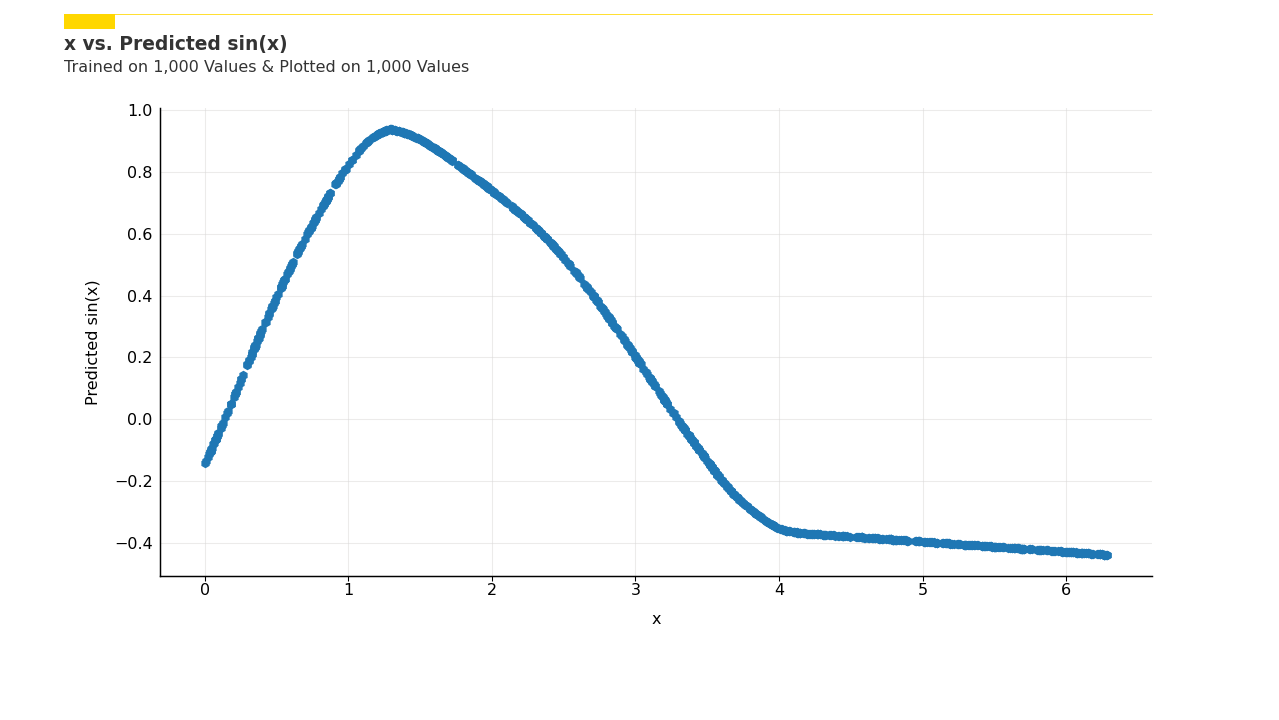 x vs. Predicted sin(x)
Trained on 1,000 Values & Plotted on 1,000 Values
1.0
0.8
0.6
0.4
0.2
0.0
−0.2
−0.4
Predicted sin(x)
0 1 2 3 4 5 6
x